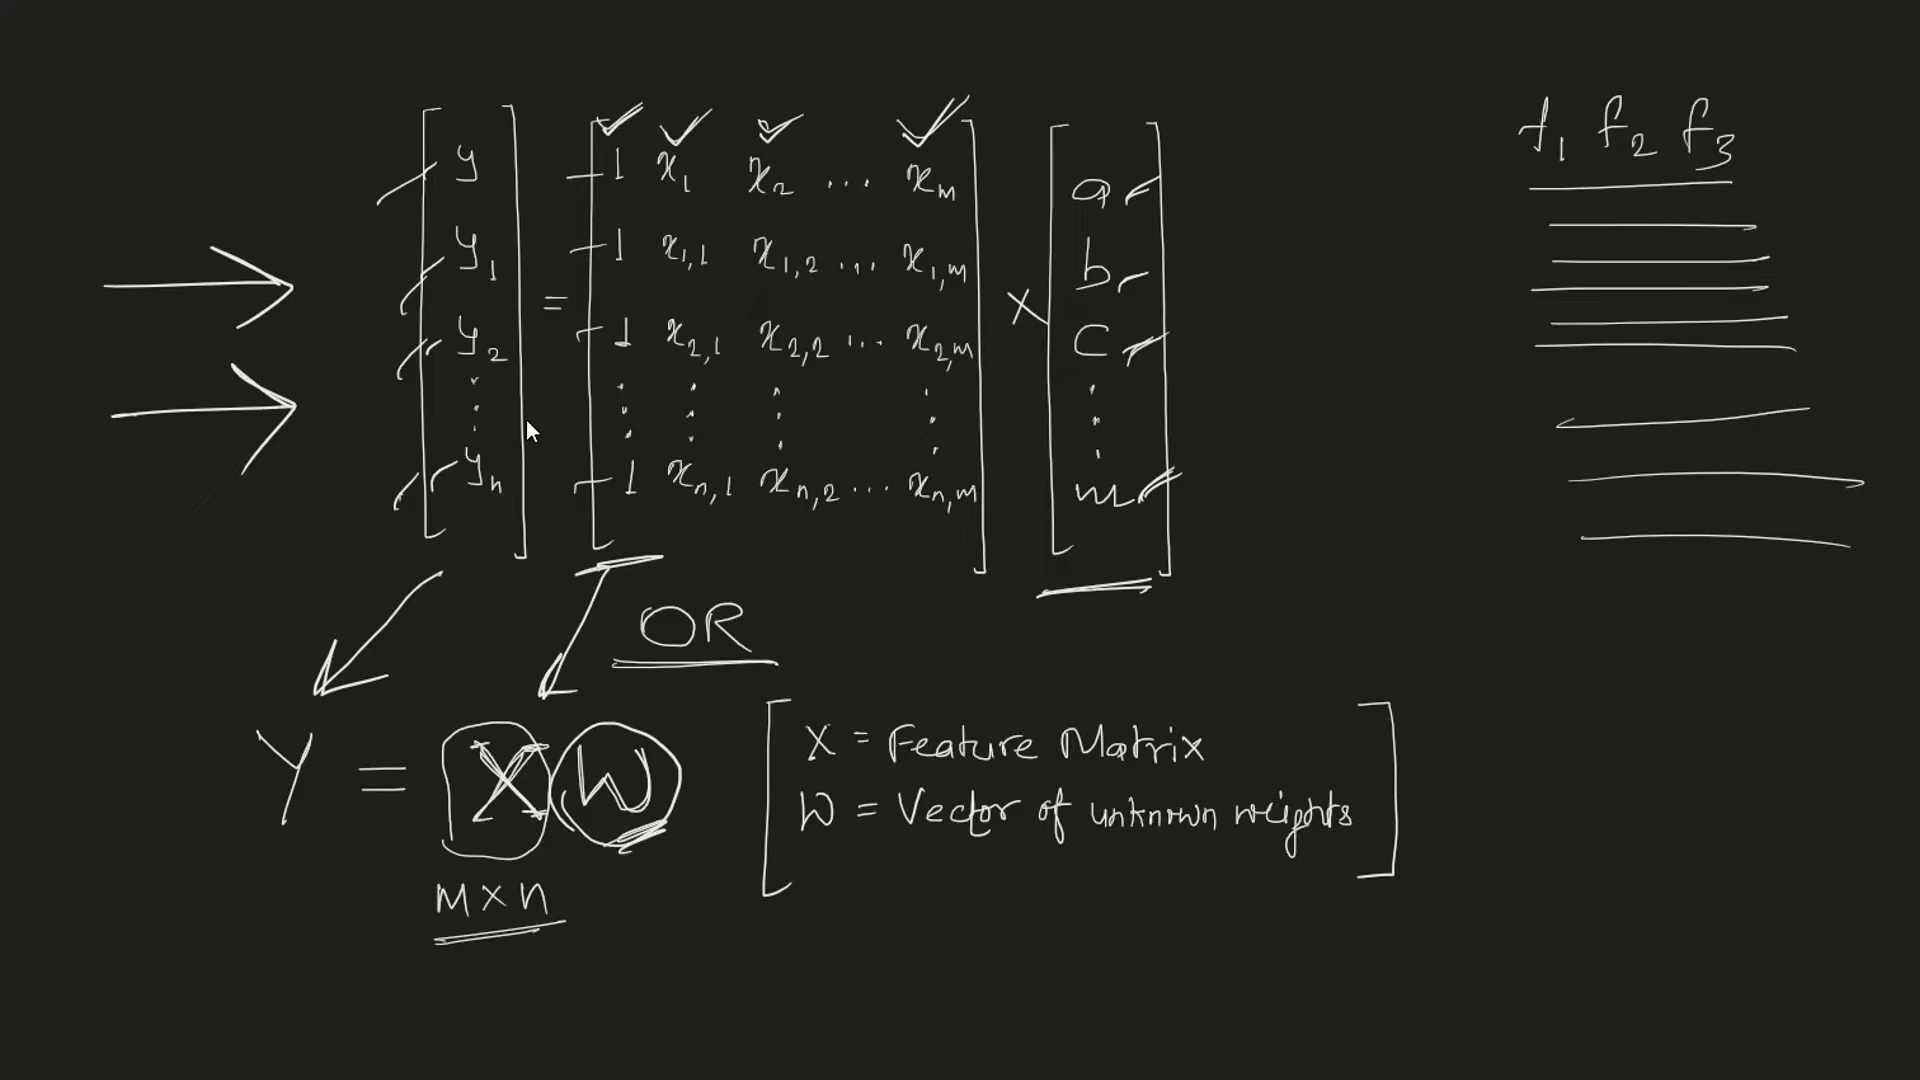 f1 f2 f3
y 1 x1 x2 ... xm a
y1 1 x1,1 x1,2 ... x1,m b
= ×
y2 1 x2,1 x2,2 ... x2,m c
yn 1 xn,1 xn,2 ... xn,m m
OR
Y = X W
X = Feature Matrix
W = Vector of unknown weights
m × n